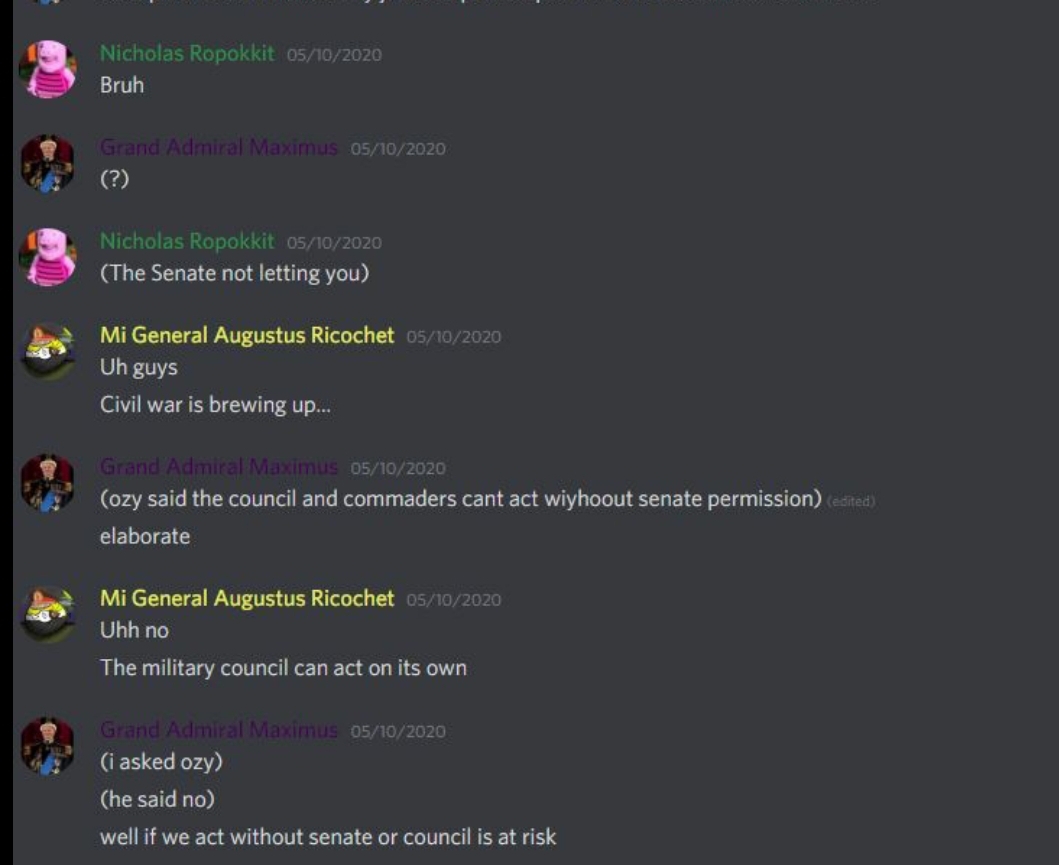 Nicholas Ropokkit 05/10/2020
Bruh
Grand Admiral Maximus 05/10/2020
(?)
Nicholas Ropokkit 05/10/2020
(The Senate not letting you)
Mi General Augustus Ricochet 05/10/2020
Uh guys
Civil war is brewing up...
Grand Admiral Maximus 05/10/2020
(ozy said the council and commaders cant act wiyhoout senate permission) (edited)
elaborate
Mi General Augustus Ricochet 05/10/2020
Uhh no
The military council can act on its own
Grand Admiral Maximus 05/10/2020
(i asked ozy)
(he said no)
well if we act without senate or council is at risk